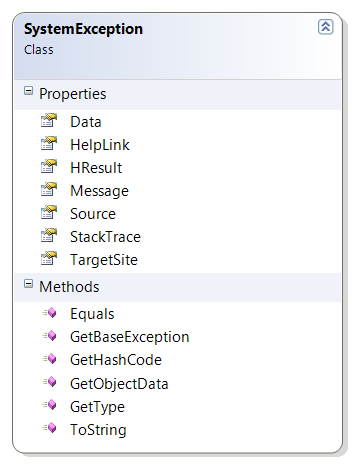 SystemException
Class
Properties
Data
HelpLink
HResult
Message
Source
StackTrace
TargetSite
Methods
Equals
GetBaseException
GetHashCode
GetObjectData
GetType
ToString